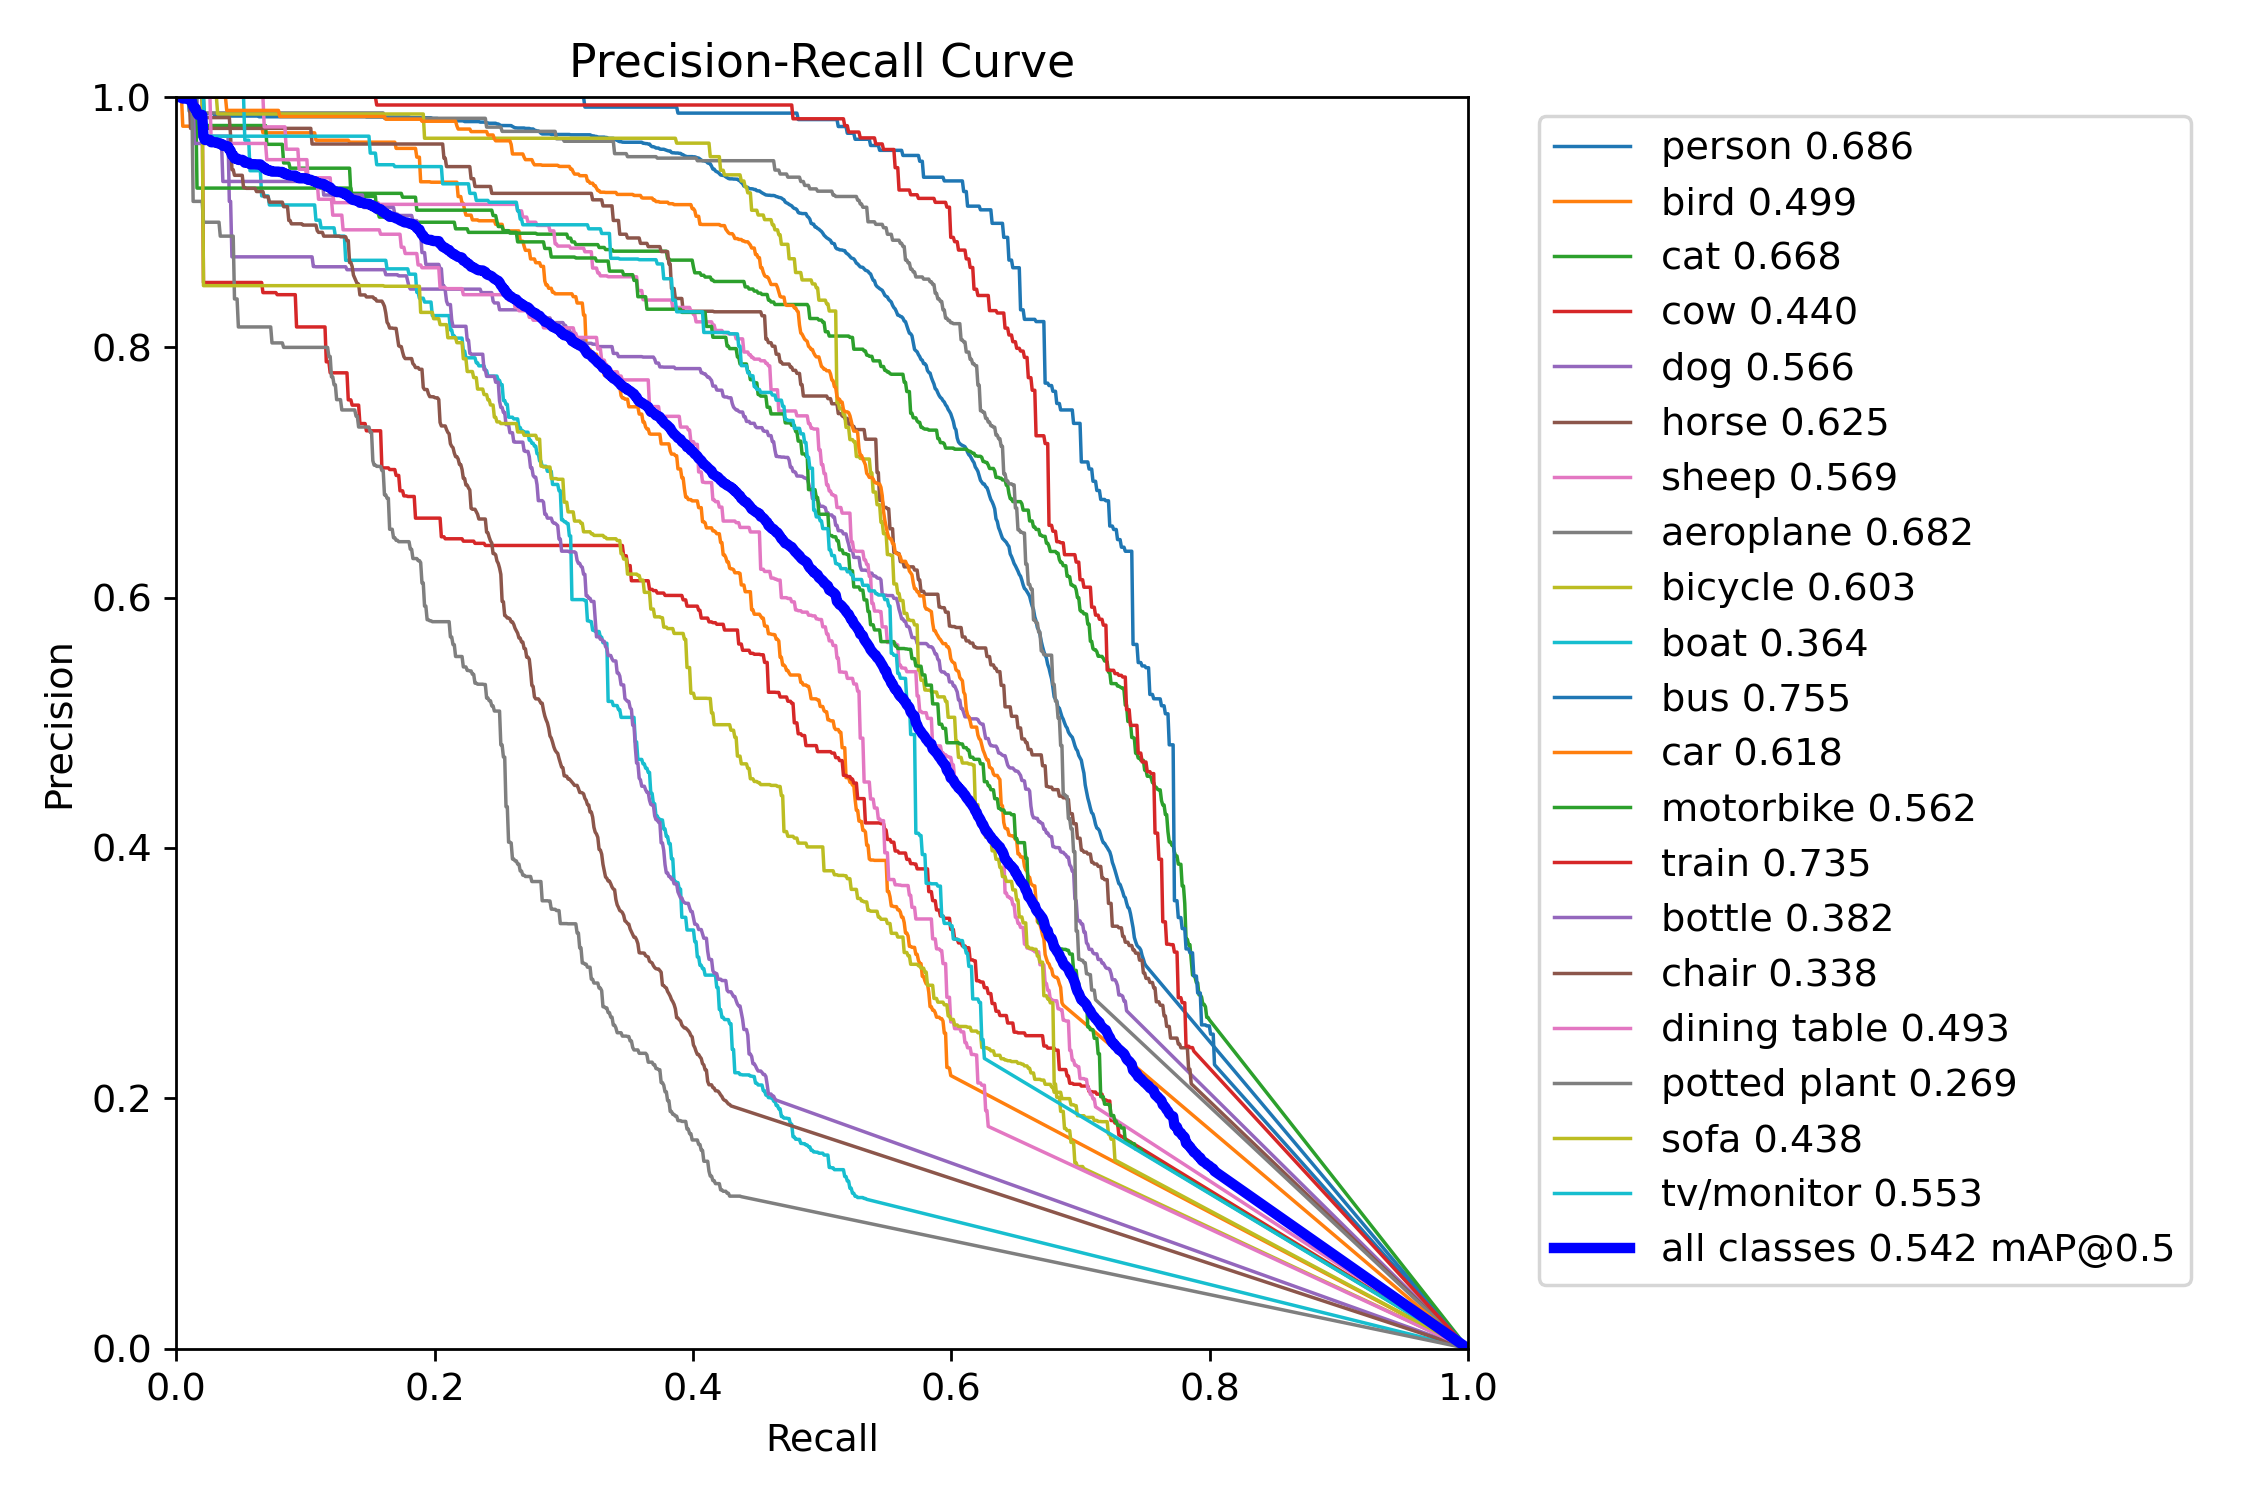 Precision-Recall Curve
1.0
0.8
0.6
0.4
0.2
0.0
Precision
0.0 0.2 0.4 0.6 0.8 1.0
Recall
person 0.686
bird 0.499
cat 0.668
cow 0.440
dog 0.566
horse 0.625
sheep 0.569
aeroplane 0.682
bicycle 0.603
boat 0.364
bus 0.755
car 0.618
motorbike 0.562
train 0.735
bottle 0.382
chair 0.338
dining table 0.493
potted plant 0.269
sofa 0.438
tv/monitor 0.553
all classes 0.542 mAP@0.5